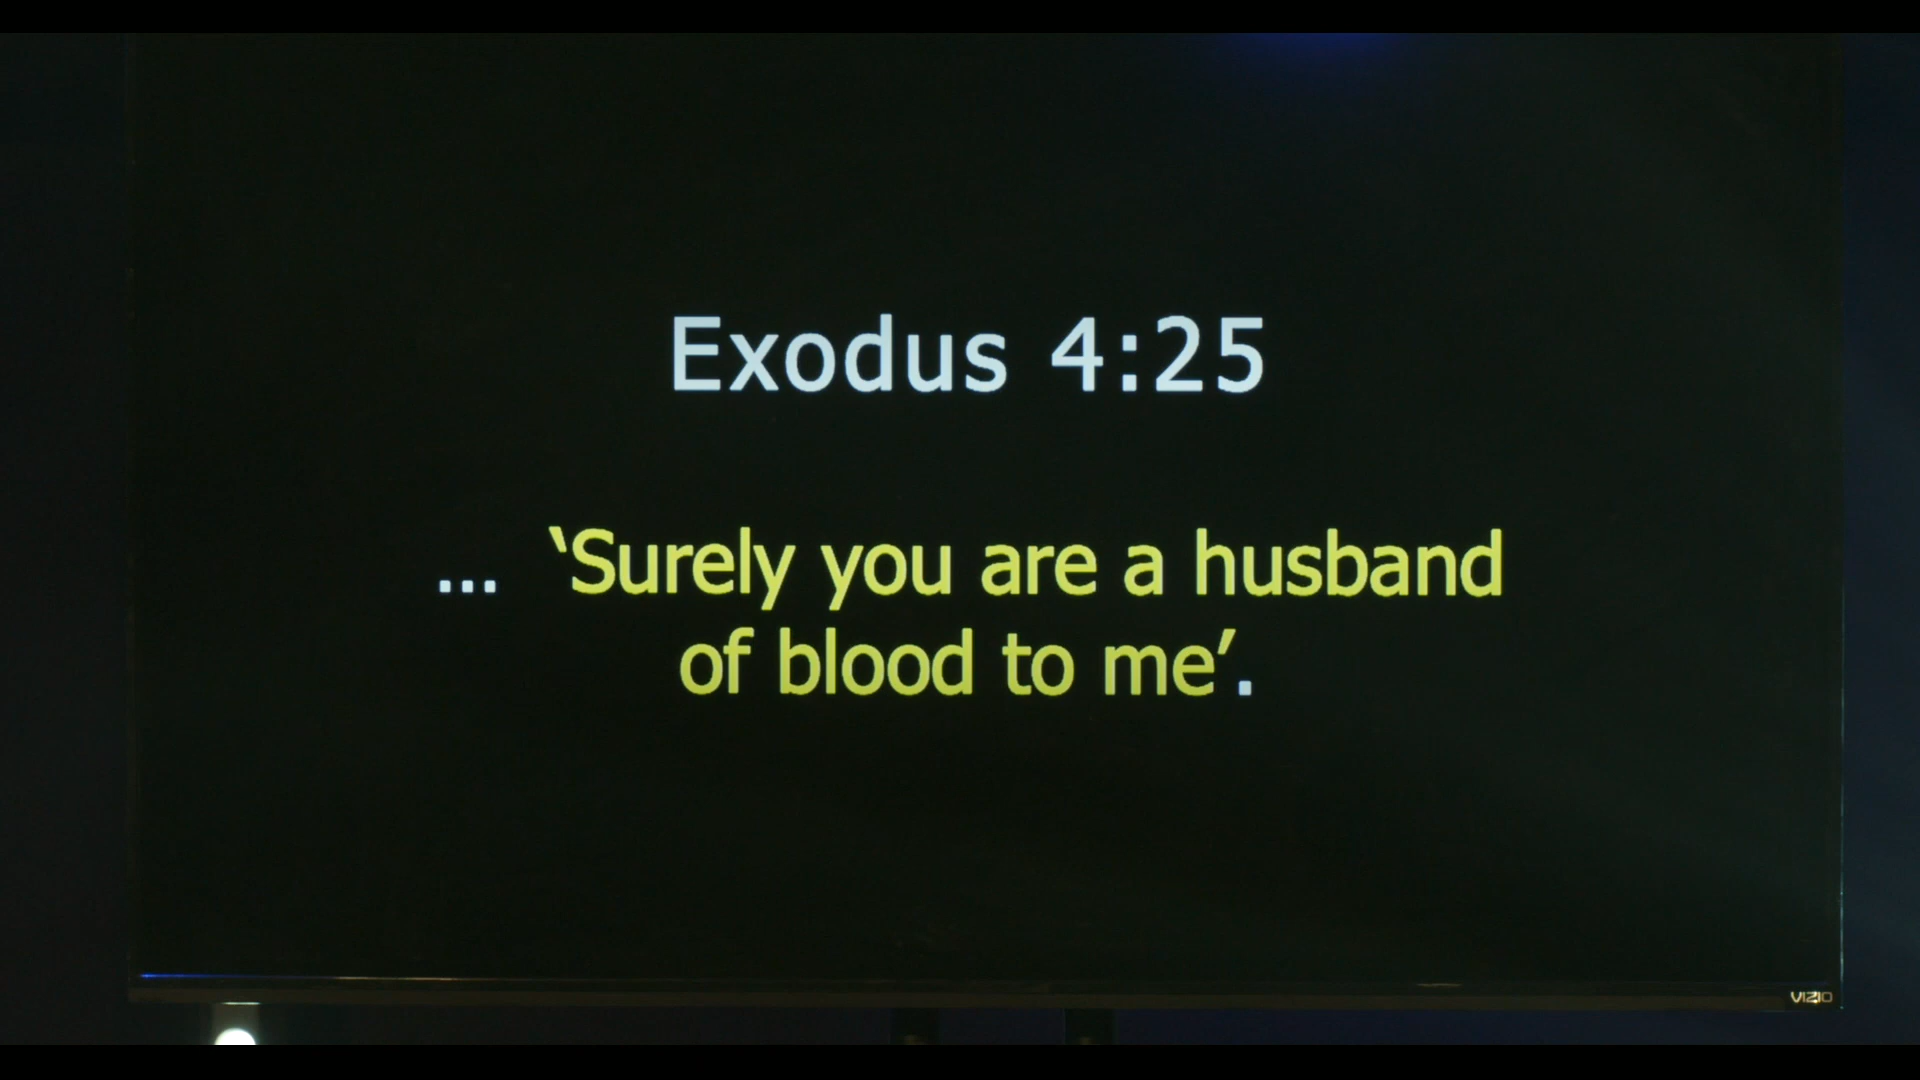 Exodus 4:25
... ‘Surely you are a husband
of blood to me’.
VIZIO